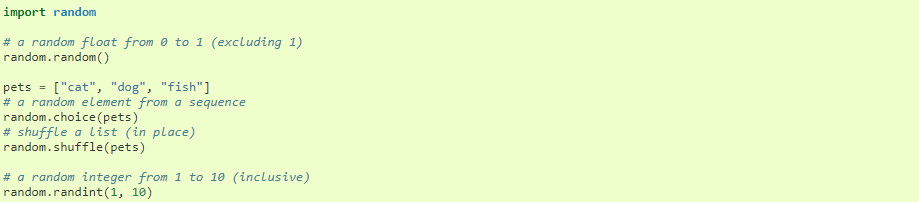 import random
# a random float from 0 to 1 (excluding 1)
random.random()
pets = ["cat", "dog", "fish"]
# a random element from a sequence
random.choice(pets)
# shuffle a list (in place)
random.shuffle(pets)
# a random integer from 1 to 10 (inclusive)
random.randint(1, 10)